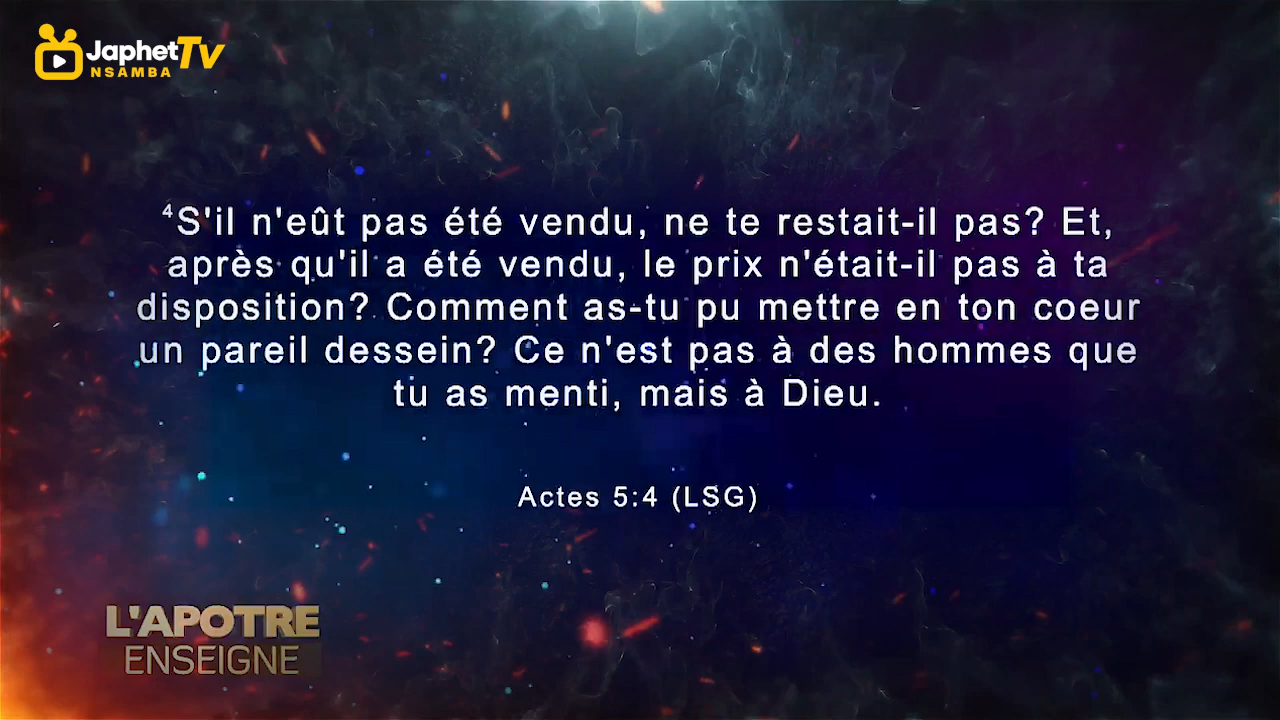 JaphetTV
NSAMBA
⁴S'il n'eût pas été vendu, ne te restait-il pas? Et,
après qu'il a été vendu, le prix n'était-il pas à ta
disposition? Comment as-tu pu mettre en ton coeur
un pareil dessein? Ce n'est pas à des hommes que
tu as menti, mais à Dieu.
Actes 5:4 (LSG)
L'APOTRE
ENSEIGNE